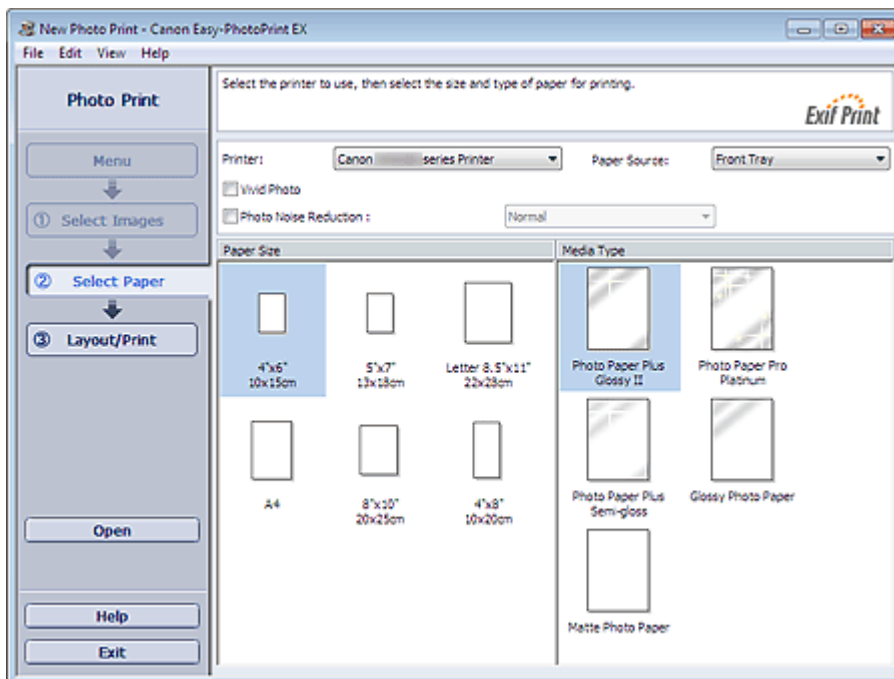 New Photo Print - Canon Easy-PhotoPrint EX
File Edit View Help
Photo Print
Menu
① Select Images
② Select Paper
③ Layout/Print
Open
Help
Exit
Select the printer to use, then select the size and type of paper for printing.
Exif Print
Printer: Canon series Printer Paper Source: Front Tray
Vivid Photo
Photo Noise Reduction : Normal
Paper Size
4"x6"
10x15cm
5"x7"
13x18cm
Letter 8.5"x11"
22x28cm
A4
8"x10"
20x25cm
4"x8"
10x20cm
Media Type
Photo Paper Plus
Glossy II
Photo Paper Pro
Platinum
Photo Paper Plus
Semi-gloss
Glossy Photo Paper
Matte Photo Paper